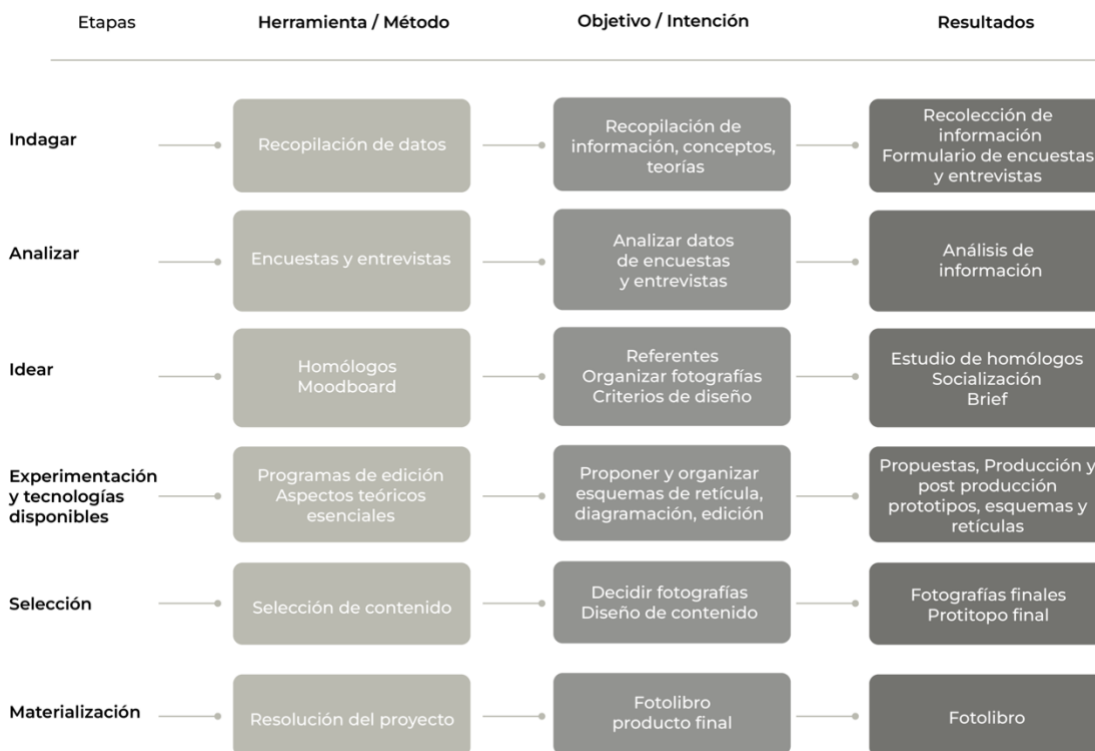 Etapas
Herramienta / Método
Objetivo / Intención
Resultados
Indagar
Recopilación de datos
Recopilación de
información, conceptos,
teorías
Recolección de
información
Formulario de encuestas
y entrevistas
Analizar
Encuestas y entrevistas
Analizar datos
de encuestas
y entrevistas
Análisis de
información
Idear
Homólogos
Moodboard
Referentes
Organizar fotografías
Criterios de diseño
Estudio de homólogos
Socialización
Brief
Experimentación
y tecnologías
disponibles
Programas de edición
Aspectos teóricos
esenciales
Proponer y organizar
esquemas de retícula,
diagramación, edición
Propuestas, Producción y
post producción
prototipos, esquemas y
retículas
Selección
Selección de contenido
Decidir fotografías
Diseño de contenido
Fotografías finales
Protitopo final
Materialización
Resolución del proyecto
Fotolibro
producto final
Fotolibro